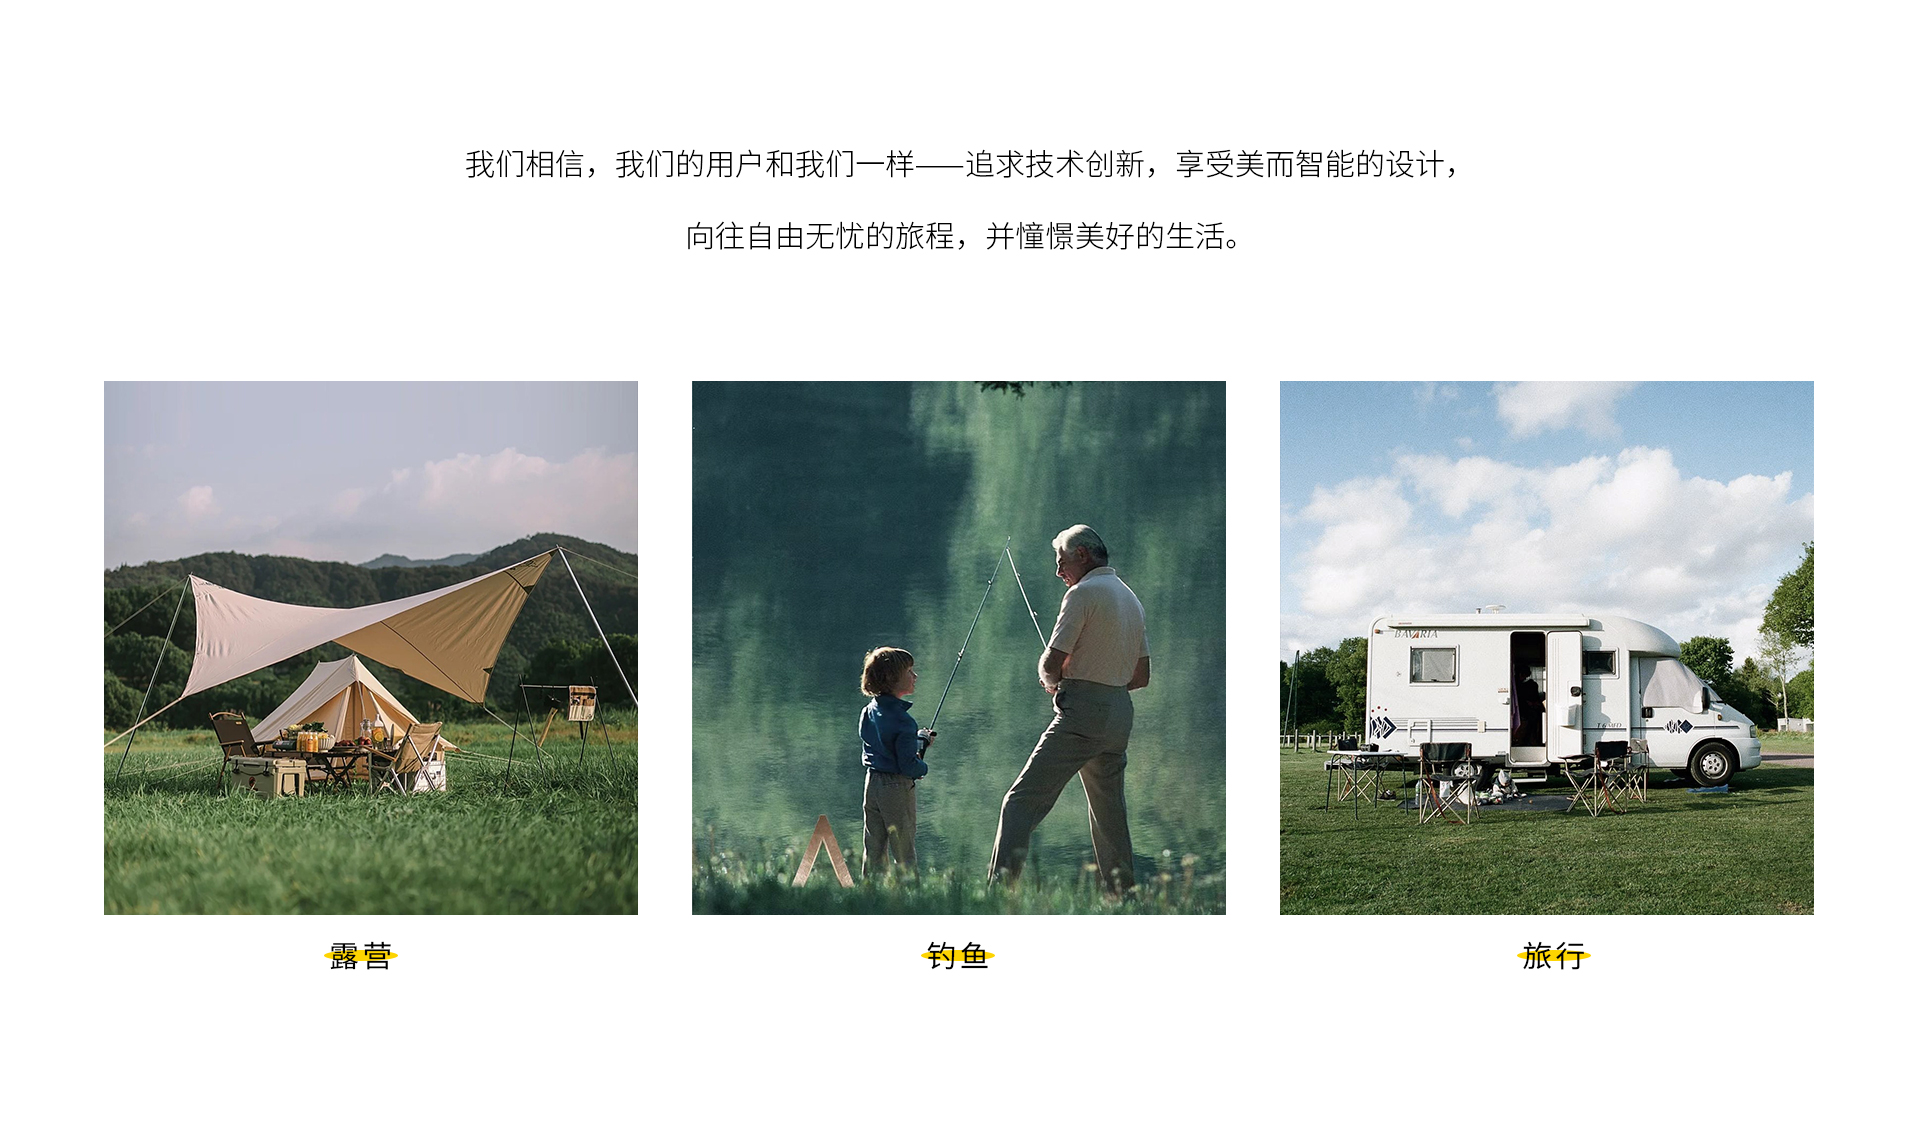 我们相信，我们的用户和我们一样——追求技术创新，享受美而智能的设计，
向往自由无忧的旅程，并憧憬美好的生活。
BAVARIA
露营
钓鱼
旅行